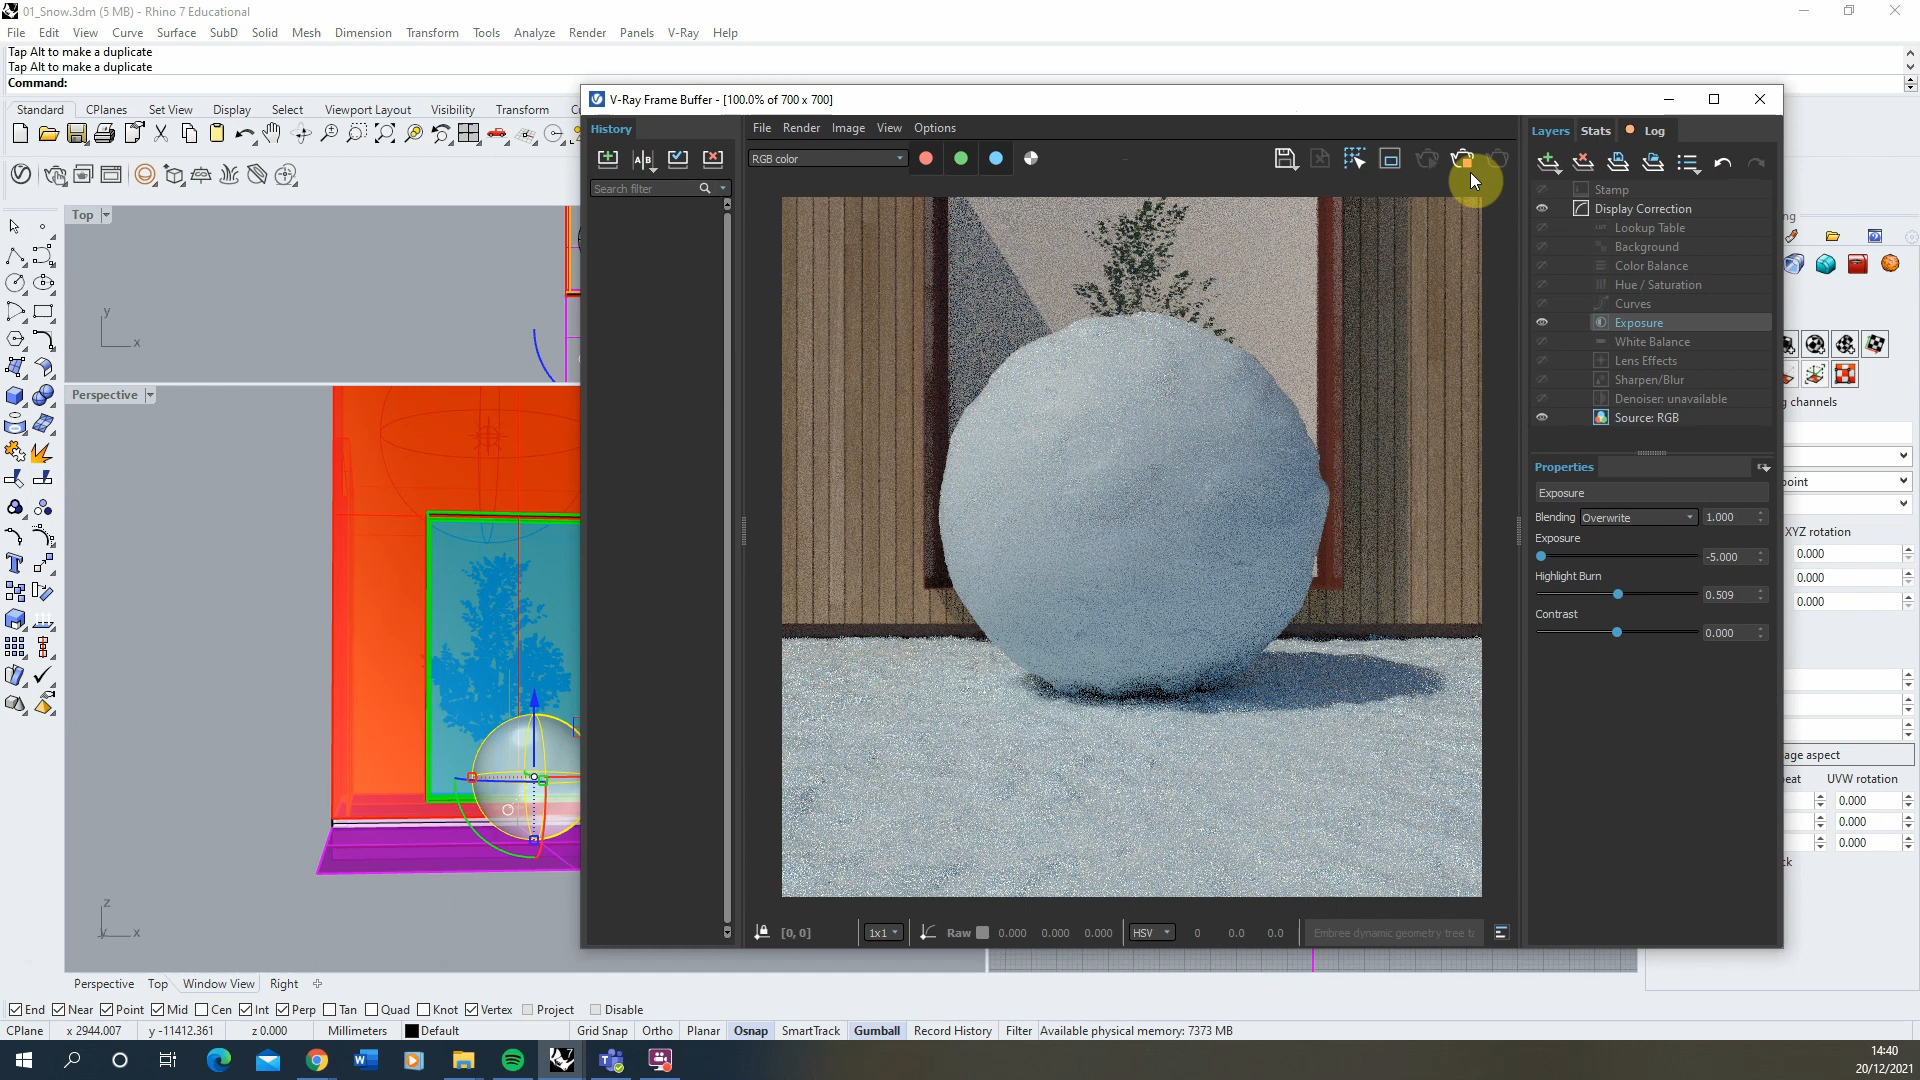 01_Snow.3dm (5 MB) - Rhino 7 Educational
File Edit View Curve Surface SubD Solid Mesh Dimension Transform Tools Analyze Render Panels V-Ray Help
Tap Alt to make a duplicate
Tap Alt to make a duplicate
Command:
Standard CPlanes Set View Display Select Viewport Layout Visibility Transform
V-Ray Frame Buffer - [100.0% of 700 x 700]
History
File Render Image View Options
Layers Stats Log
RGB color
Search filter
Stamp
Display Correction
Lookup Table
Background
Color Balance
Hue / Saturation
Curves
Exposure
White Balance
Lens Effects
Sharpen/Blur
Denoiser: unavailable
Source: RGB
Properties
Exposure
Blending Overwrite 1.000
Exposure
-5.000
Highlight Burn
0.509
Contrast
0.000
Top
y
x
Perspective
z
y x
channels
point
XYZ rotation
0.000
0.000
0.000
age aspect
eat UVW rotation
0.000
0.000
0.000
[0, 0] 1x1 Raw 0.000 0.000 0.000 HSV 0 0.0 0.0 Embree dynamic geometry tree
Perspective Top Window View Right
End Near Point Mid Cen Int Perp Tan Quad Knot Vertex Project Disable
CPlane x 2944.007 y -11412.361 z 0.000 Millimeters Default Grid Snap Ortho Planar Osnap SmartTrack Gumball Record History Filter Available physical memory: 7373 MB
14:40
20/12/2021